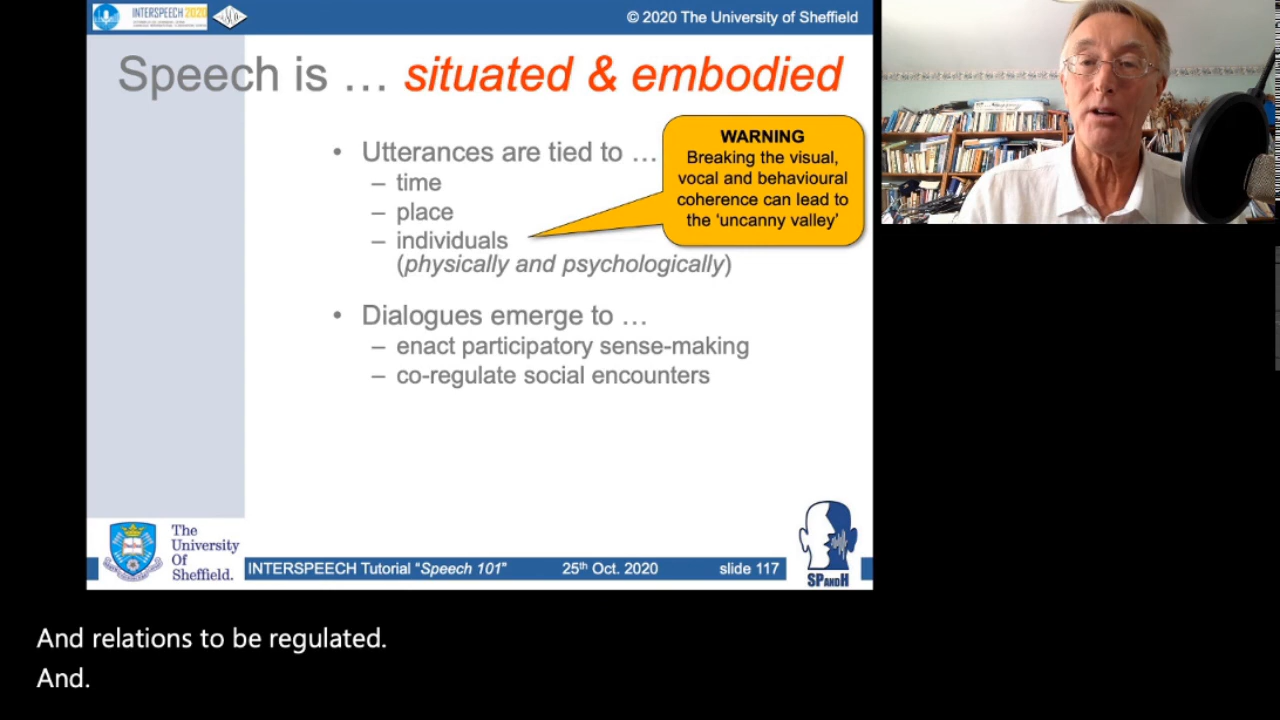 INTERSPEECH 2020
© 2020 The University of Sheffield
Speech is … situated & embodied
• Utterances are tied to …
– time
– place
– individuals
(physically and psychologically)
WARNING
Breaking the visual,
vocal and behavioural
coherence can lead to
the ‘uncanny valley’
• Dialogues emerge to …
– enact participatory sense-making
– co-regulate social encounters
The
University
Of
Sheffield.
INTERSPEECH Tutorial “Speech 101” 25th Oct. 2020 slide 117
SPANDH
And relations to be regulated.
And.